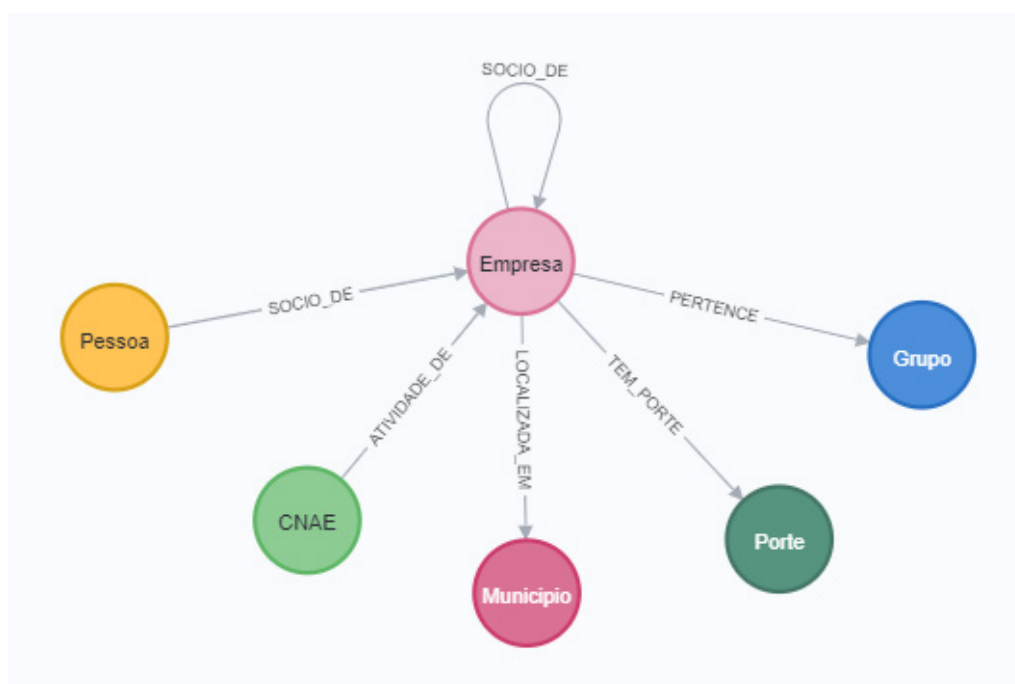 SOCIO_DE
Empresa
SOCIO_DE
PERTENCE
Pessoa
Grupo
ATIVIDADE_DE
LOCALIZADA_EM
TEM_PORTE
CNAE
Porte
Municipio